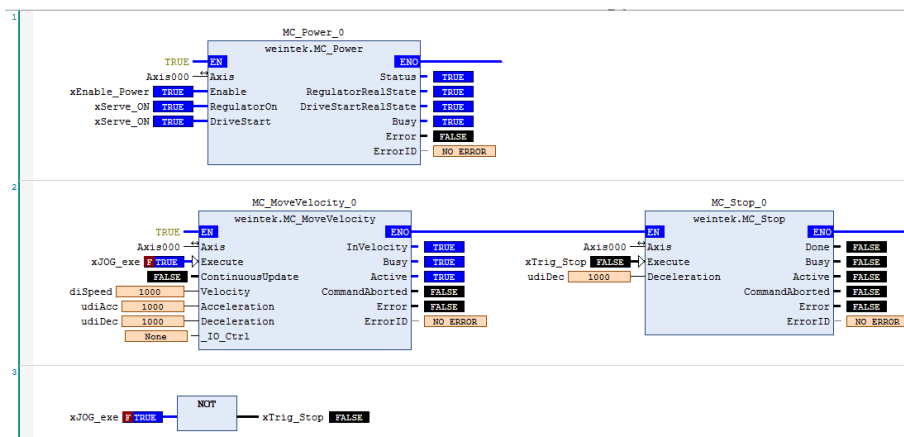 1
MC_Power_0
weintek.MC_Power
TRUE EN ENO
Axis000 Axis Status TRUE
xEnable_Power TRUE Enable RegulatorRealState TRUE
xServe_ON TRUE RegulatorOn DriveStartRealState TRUE
xServe_ON TRUE DriveStart Busy TRUE
Error FALSE
ErrorID NO ERROR
2
MC_MoveVelocity_0
weintek.MC_MoveVelocity
TRUE EN ENO
Axis000 Axis InVelocity TRUE
xJOG_exe F TRUE Execute Busy TRUE
FALSE ContinuousUpdate Active TRUE
diSpeed 1000 Velocity CommandAborted FALSE
udiAcc 1000 Acceleration Error FALSE
udiDec 1000 Deceleration ErrorID NO ERROR
None _IO_Ctrl
MC_Stop_0
weintek.MC_Stop
EN ENO
Axis000 Axis Done FALSE
xTrig_Stop FALSE Execute Busy FALSE
udiDec 1000 Deceleration Active FALSE
CommandAborted FALSE
Error FALSE
ErrorID NO ERROR
3
NOT
xJOG_exe F TRUE xTrig_Stop FALSE